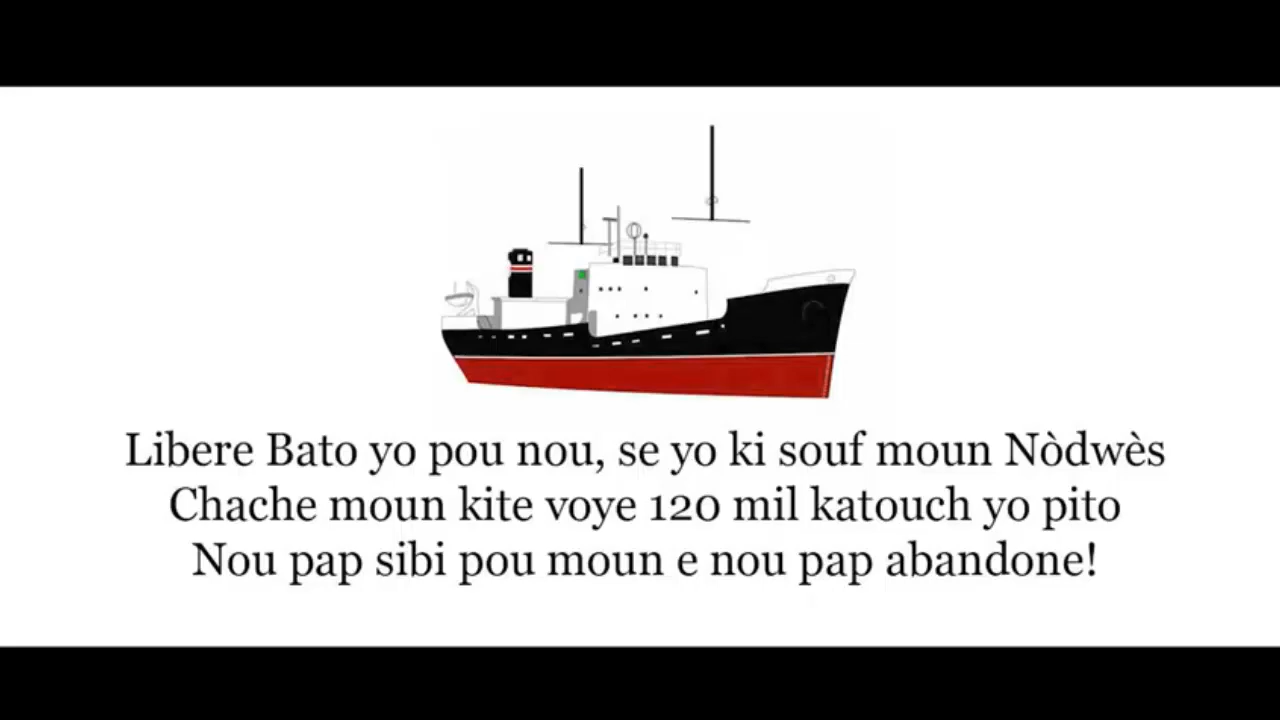 Libere Bato yo pou nou, se yo ki souf moun Nòdwès
Chache moun kite voye 120 mil katouch yo pito
Nou pap sibi pou moun e nou pap abandone!